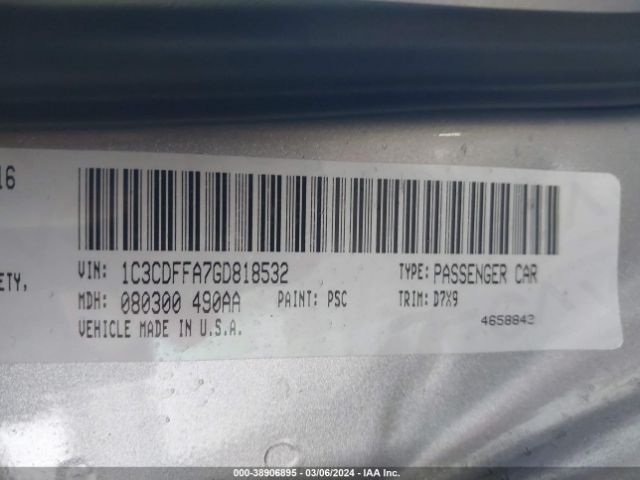 16
VIN: 1C3CDFFA7GD818532 TYPE: PASSENGER CAR
ETY,
MDH: 080300 490AA PAINT: PSC TRIM: D7X9
VEHICLE MADE IN U.S.A. 4658843
000-38906895 - 03/06/2024 - IAA Inc.